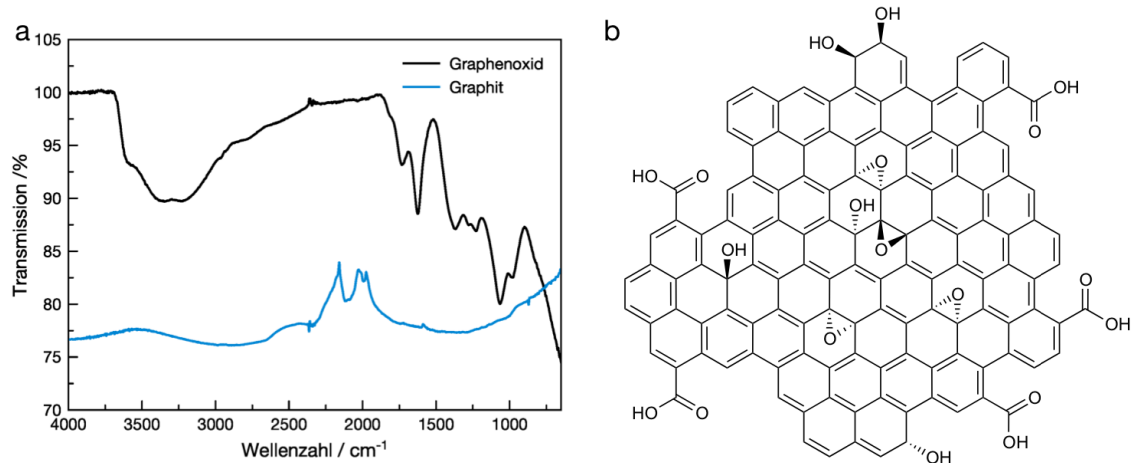 a
105
100
95
90
85
80
75
70
Transmission /%
Graphenoxid
Graphit
4000 3500 3000 2500 2000 1500 1000
Wellenzahl / cm⁻¹
b
OH
HO
OH
O
O
HO
O
OH
O
OH
O
O
OH
O
HO
O
O
OH
OH